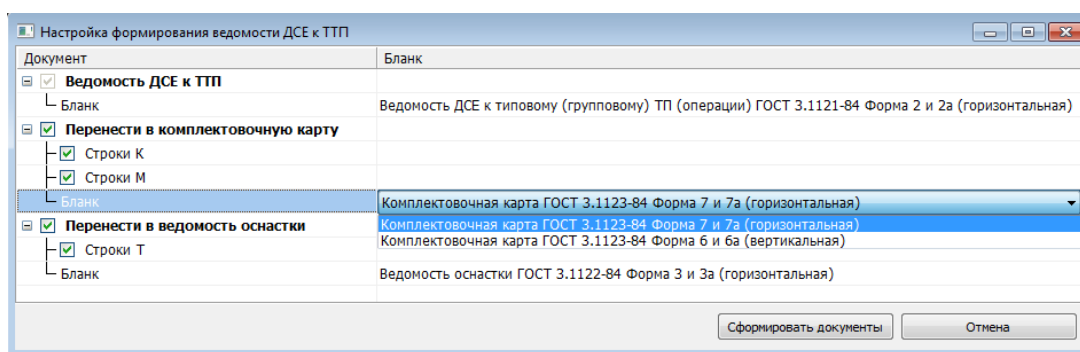 Настройка формирования ведомости ДСЕ к ТТП
Документ Бланк
Ведомость ДСЕ к ТТП
Бланк Ведомость ДСЕ к типовому (групповому) ТП (операции) ГОСТ 3.1121-84 Форма 2 и 2а (горизонтальная)
Перенести в комплектовочную карту
Строки К
Строки М
Бланк Комплектовочная карта ГОСТ 3.1123-84 Форма 7 и 7а (горизонтальная)
Комплектовочная карта ГОСТ 3.1123-84 Форма 7 и 7а (горизонтальная)
Перенести в ведомость оснастки Комплектовочная карта ГОСТ 3.1123-84 Форма 6 и 6а (вертикальная)
Строки Т
Бланк Ведомость оснастки ГОСТ 3.1122-84 Форма 3 и 3а (горизонтальная)
Сформировать документы Отмена